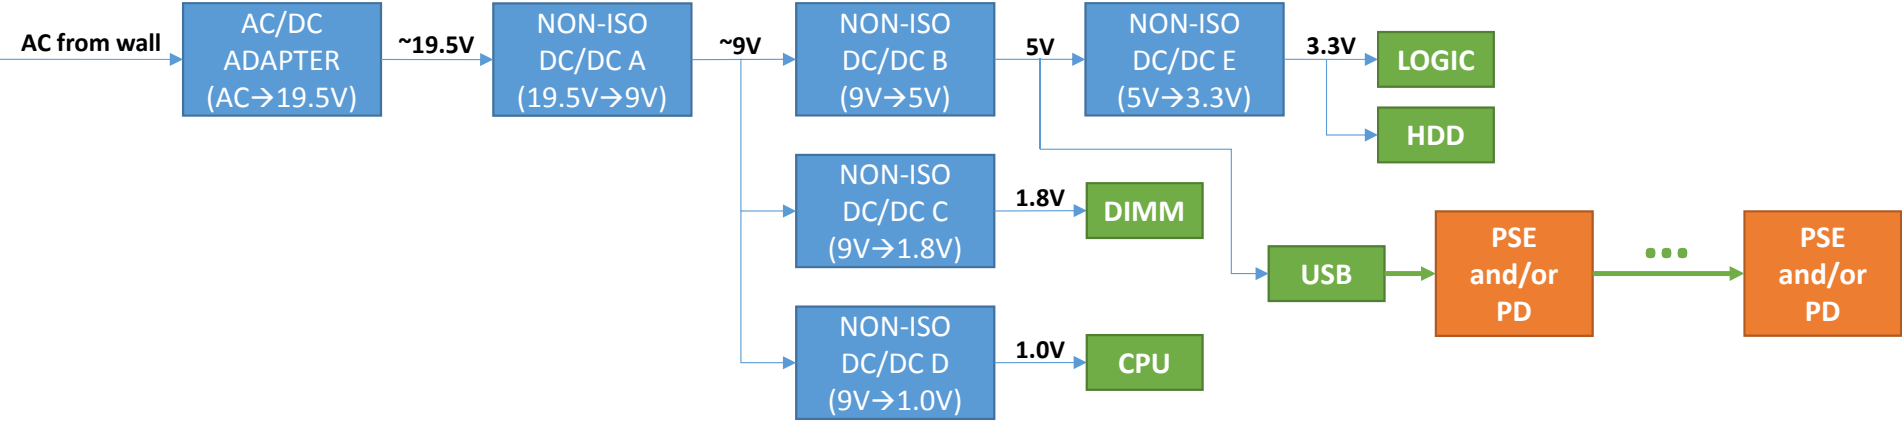 AC from wall
AC/DC
ADAPTER
(AC→19.5V)
~19.5V
NON-ISO
DC/DC A
(19.5V→9V)
~9V
NON-ISO
DC/DC B
(9V→5V)
5V
NON-ISO
DC/DC E
(5V→3.3V)
3.3V
LOGIC
HDD
NON-ISO
DC/DC C
(9V→1.8V)
1.8V
DIMM
USB
PSE
and/or
PD
...
PSE
and/or
PD
NON-ISO
DC/DC D
(9V→1.0V)
1.0V
CPU